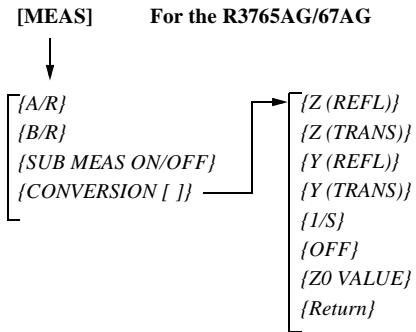 [MEAS] For the R3765AG/67AG
{A/R}
{B/R}
{SUB MEAS ON/OFF}
{CONVERSION [ ]}
{Z (REFL)}
{Z (TRANS)}
{Y (REFL)}
{Y (TRANS)}
{1/S}
{OFF}
{Z0 VALUE}
{Return}